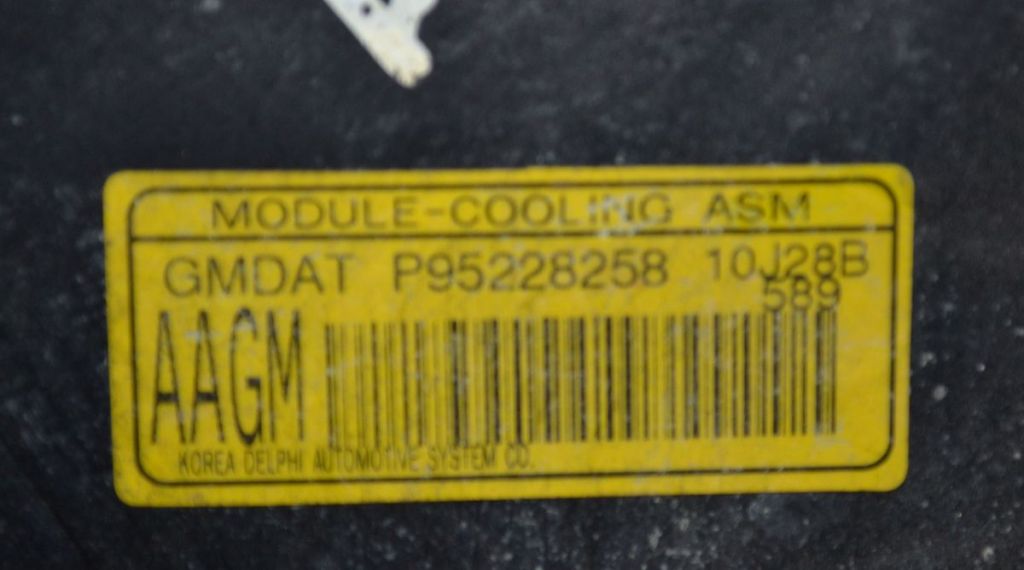 MODULE-COOLING ASM
GMDAT P95228258 10J28B
589
AAGM
KOREA DELPHI AUTOMOTIVE SYSTEM CO.